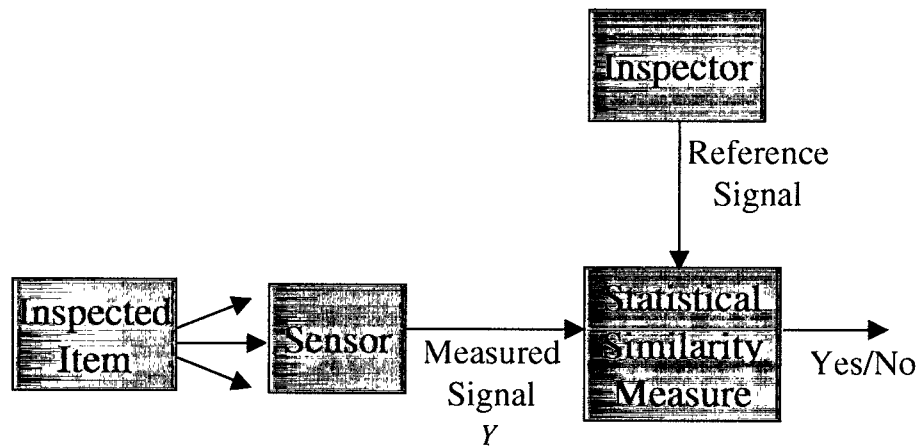 Inspector
Reference
Signal
Inspected
Item
Sensor
Measured
Signal
Y
Statistical
Similarity
Measure
Yes/No